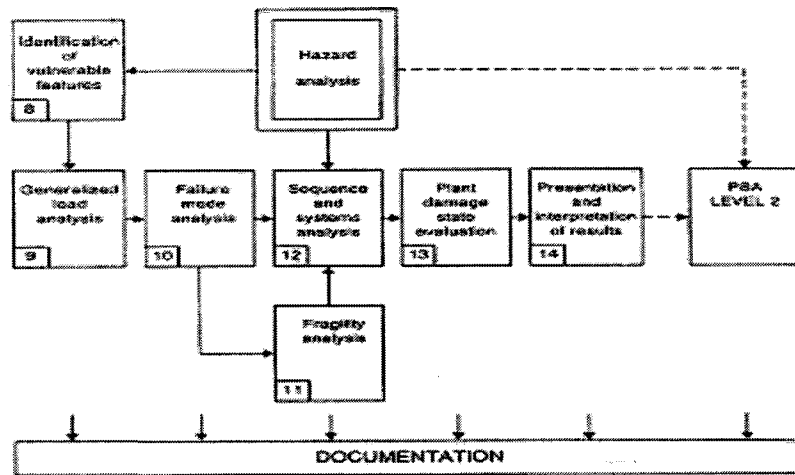 Identification
of
vulnerable
features
8
Hazard
analysis
Generalized
load
analysis
9
Failure
mode
analysis
10
Sequence
and
systems
analysis
12
Plant
damage
state
evaluation
13
Presentation
and
interpretation
of results
14
PSA
LEVEL 2
Fragility
analysis
11
DOCUMENTATION